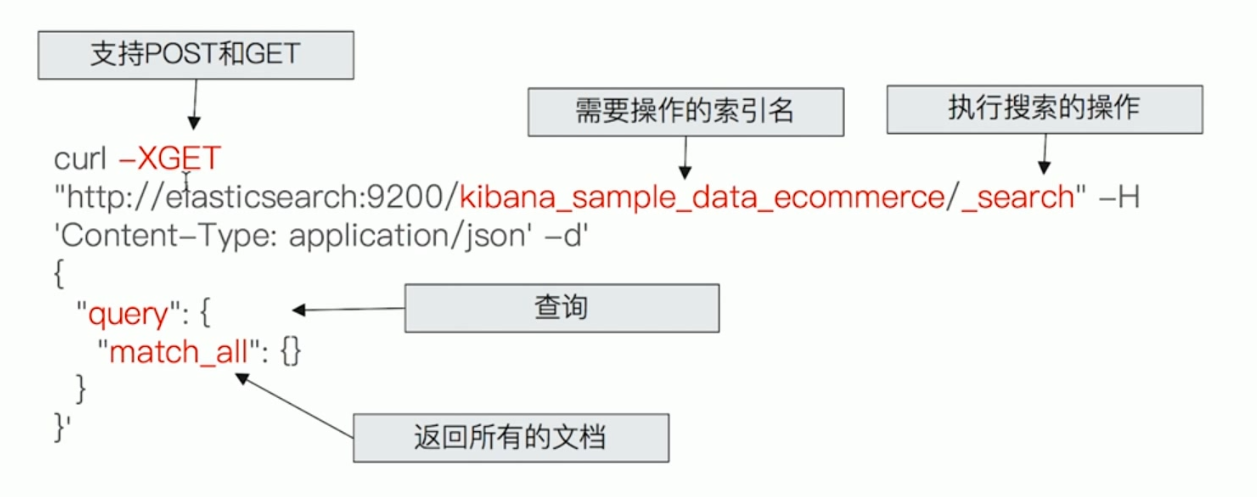 支持POST和GET
需要操作的索引名
执行搜索的操作
curl -XGET
"http://elasticsearch:9200/kibana_sample_data_ecommerce/_search" -H
'Content-Type: application/json' -d'
{
"query": {
查询
"match_all": {}
}
}'
返回所有的文档